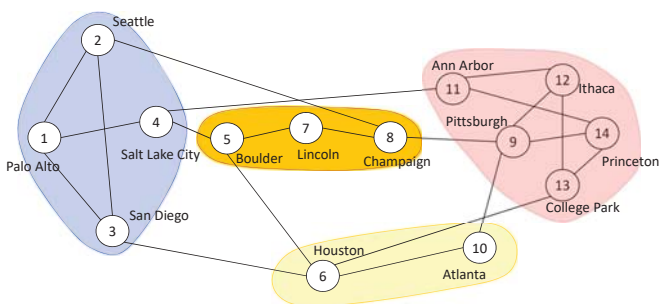 Seattle
2
Ann Arbor
11
12
Ithaca
4
Salt Lake City
1
Palo Alto
5
Boulder
7
Lincoln
8
Champaign
Pittsburgh
9
14
Princeton
3
San Diego
13
College Park
Houston
6
10
Atlanta